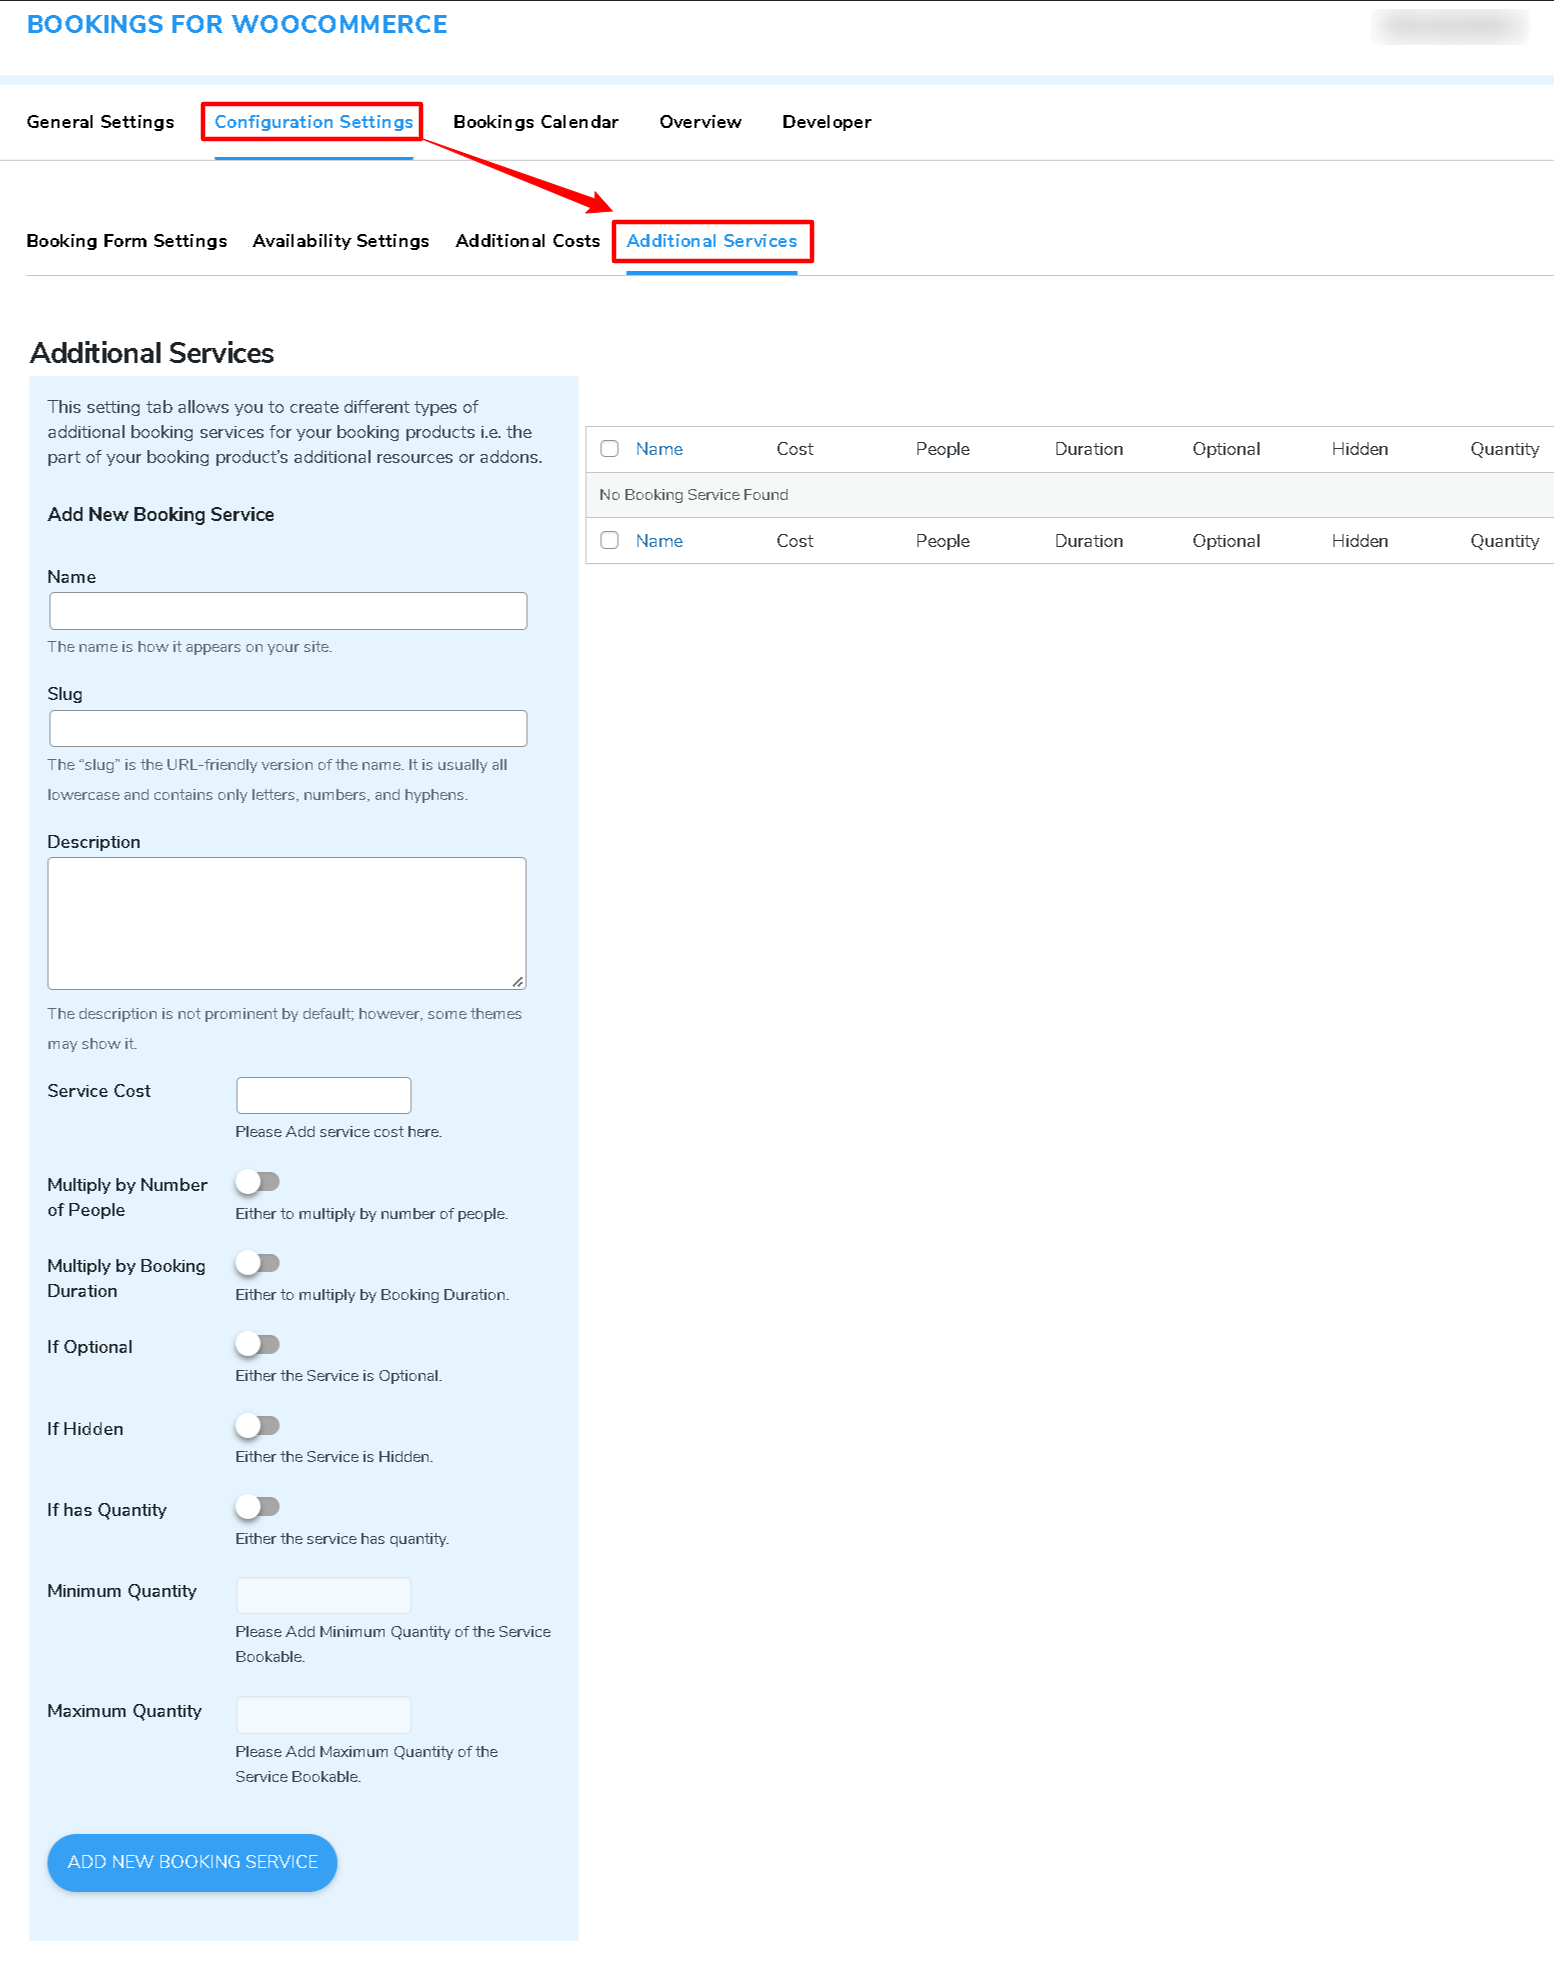 BOOKINGS FOR WOOCOMMERCE
General Settings Configuration Settings Bookings Calendar Overview Developer
Booking Form Settings Availability Settings Additional Costs Additional Services
Additional Services
This setting tab allows you to create different types of
additional booking services for your booking products i.e. the
part of your booking product's additional resources or addons.
Name Cost People Duration Optional Hidden Quantity
No Booking Service Found
Name Cost People Duration Optional Hidden Quantity
Add New Booking Service
Name
The name is how it appears on your site.
Slug
The “slug” is the URL-friendly version of the name. It is usually all
lowercase and contains only letters, numbers, and hyphens.
Description
The description is not prominent by default; however, some themes
may show it.
Service Cost
Please Add service cost here.
Multiply by Number
of People
Either to multiply by number of people.
Multiply by Booking
Duration
Either to multiply by Booking Duration.
If Optional
Either the Service is Optional.
If Hidden
Either the Service is Hidden.
If has Quantity
Either the service has quantity.
Minimum Quantity
Please Add Minimum Quantity of the Service
Bookable.
Maximum Quantity
Please Add Maximum Quantity of the
Service Bookable.
ADD NEW BOOKING SERVICE